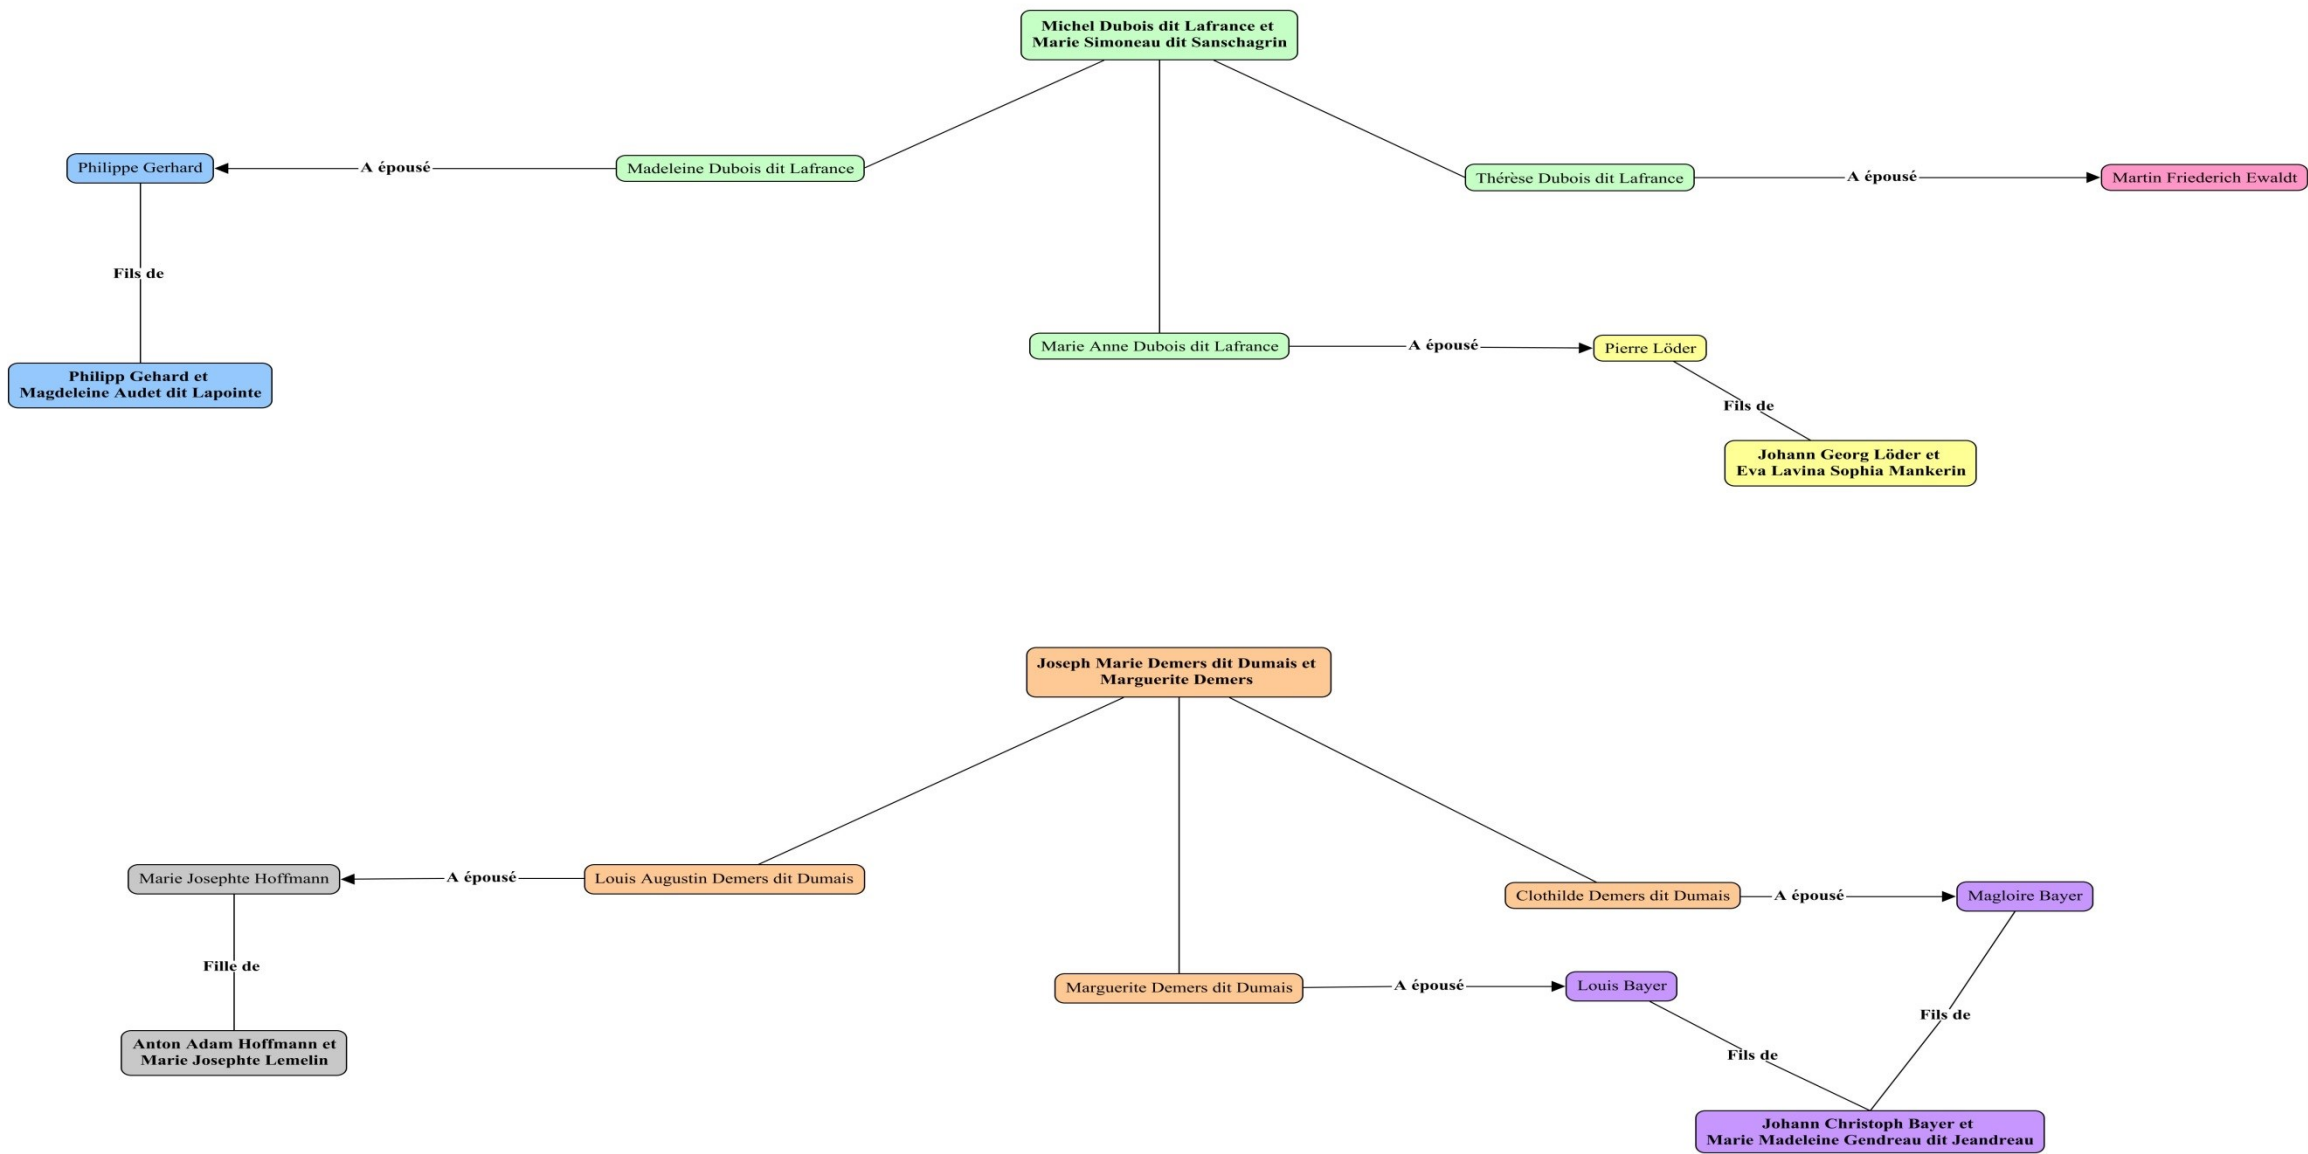 Michel Dubois dit Lafrance et
Marie Simoneau dit Sanschagrin
Philippe Gerhard
A épousé
Madeleine Dubois dit Lafrance
Thérèse Dubois dit Lafrance
A épousé
Martin Friederich Ewaldt
Fils de
Marie Anne Dubois dit Lafrance
A épousé
Pierre Löder
Philipp Gehard et
Magdeleine Audet dit Lapointe
Fils de
Johann Georg Löder et
Eva Lavina Sophia Mankerin
Joseph Marie Demers dit Dumais et
Marguerite Demers
Marie Josephte Hoffmann
A épousé
Louis Augustin Demers dit Dumais
Clothilde Demers dit Dumais
A épousé
Magloire Bayer
Fille de
Marguerite Demers dit Dumais
A épousé
Louis Bayer
Fils de
Anton Adam Hoffmann et
Marie Josephte Lemelin
Fils de
Johann Christoph Bayer et
Marie Madeleine Gendreau dit Jeandreau